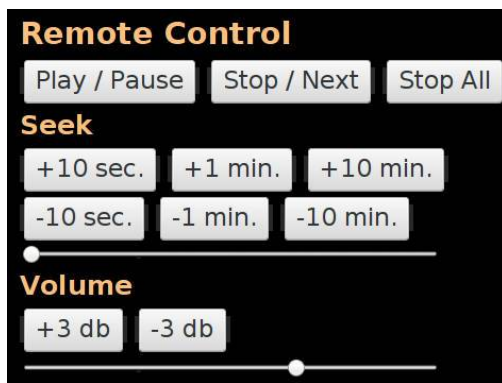 Remote Control
Play / Pause Stop / Next Stop All
Seek
+10 sec. +1 min. +10 min.
-10 sec. -1 min. -10 min.
Volume
+3 db -3 db